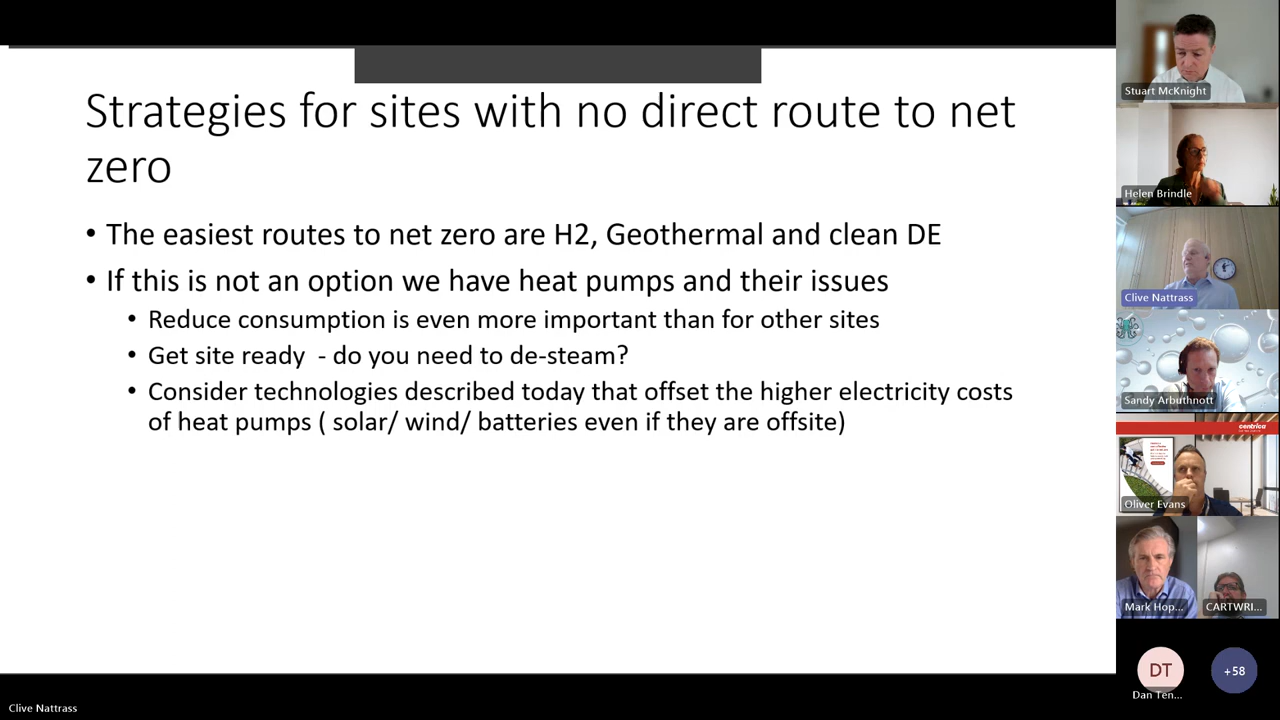 Strategies for sites with no direct route to net
zero
• The easiest routes to net zero are H2, Geothermal and clean DE
• If this is not an option we have heat pumps and their issues
• Reduce consumption is even more important than for other sites
• Get site ready - do you need to de-steam?
• Consider technologies described today that offset the higher electricity costs
of heat pumps ( solar/ wind/ batteries even if they are offsite)
Stuart McKnight
Helen Brindle
Clive Nattrass
Sandy Arbuthnott
centrica
Oliver Evans
Mark Hop...
CARTWRI...
DT
+58
Dan Ten...
Clive Nattrass